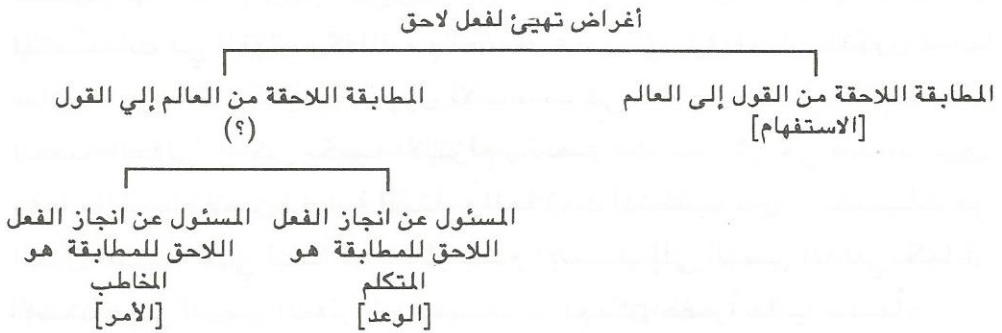 أغراض تهيَئ لفعل لاحق
المطابقة اللاحقة من القول إلى العالم
[الاستفهام]
المطابقة اللاحقة من العالم إلي القول
(؟)
المسئول عن انجاز الفعل
اللاحق للمطابقة هو
المتكلم
[الوعد]
المسئول عن انجاز الفعل
اللاحق للمطابقة هو
المخاطب
[الأمر]